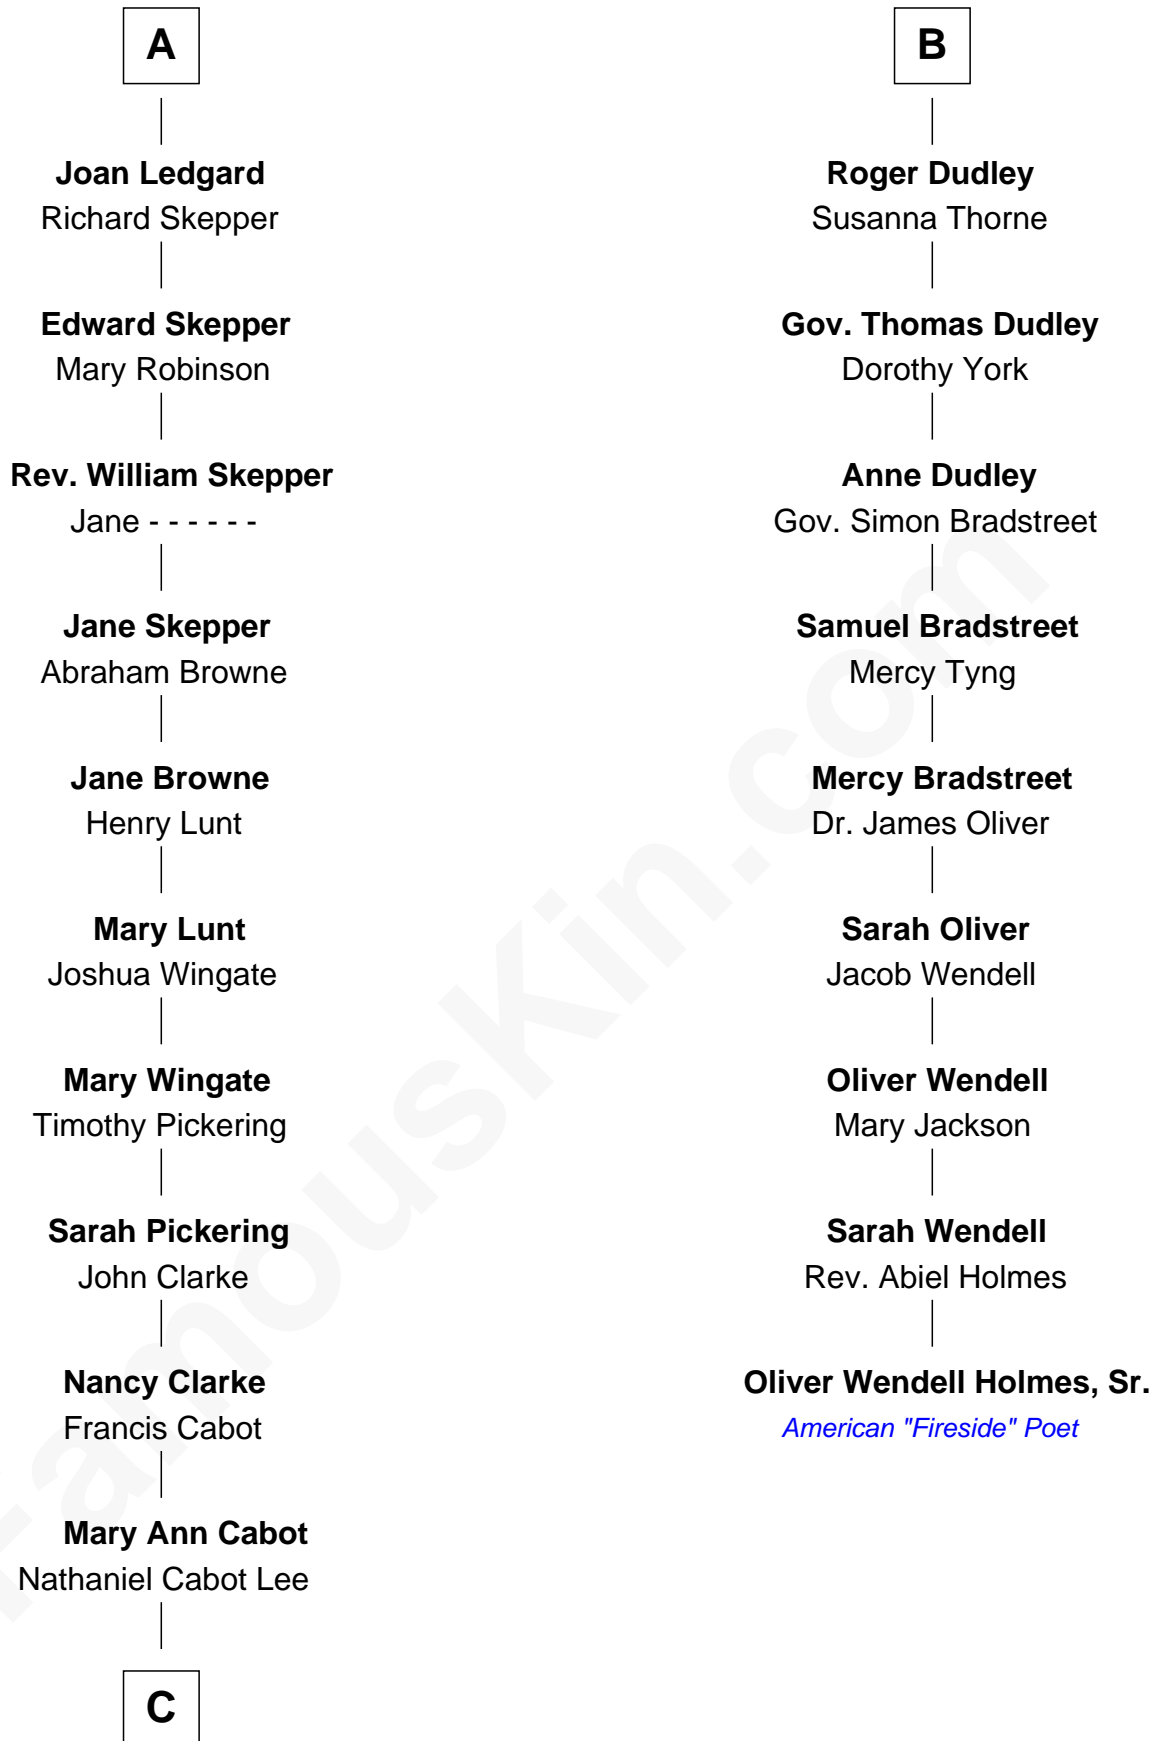 A
Joan Ledgard
Richard Skepper
Edward Skepper
Mary Robinson
Rev. William Skepper
Jane - - - - - -
Jane Skepper
Abraham Browne
Jane Browne
Henry Lunt
Mary Lunt
Joshua Wingate
Mary Wingate
Timothy Pickering
Sarah Pickering
John Clarke
Nancy Clarke
Francis Cabot
Mary Ann Cabot
Nathaniel Cabot Lee
C
B
Roger Dudley
Susanna Thorne
Gov. Thomas Dudley
Dorothy York
Anne Dudley
Gov. Simon Bradstreet
Samuel Bradstreet
Mercy Tyng
Mercy Bradstreet
Dr. James Oliver
Sarah Oliver
Jacob Wendell
Oliver Wendell
Mary Jackson
Sarah Wendell
Rev. Abiel Holmes
Oliver Wendell Holmes, Sr.
American "Fireside" Poet
FamousKin.com